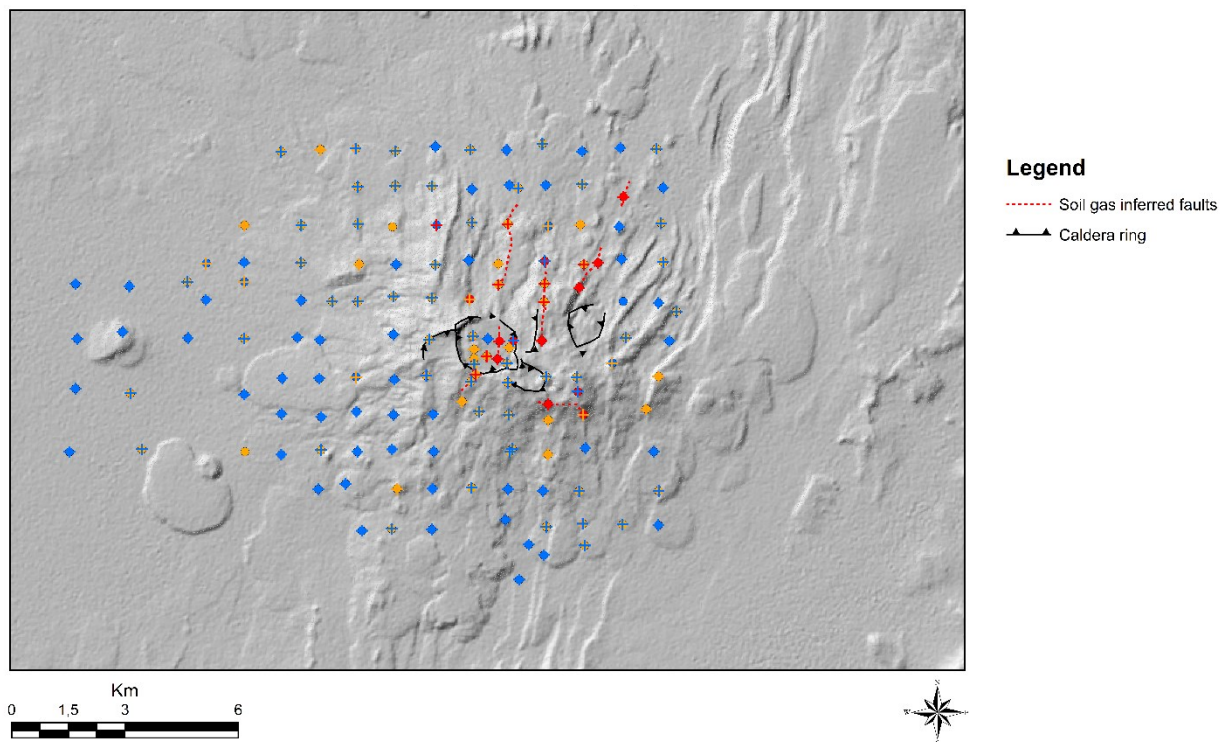 Legend
Soil gas inferred faults
Caldera ring
Km
0 1,5 3 6
N
W E
S